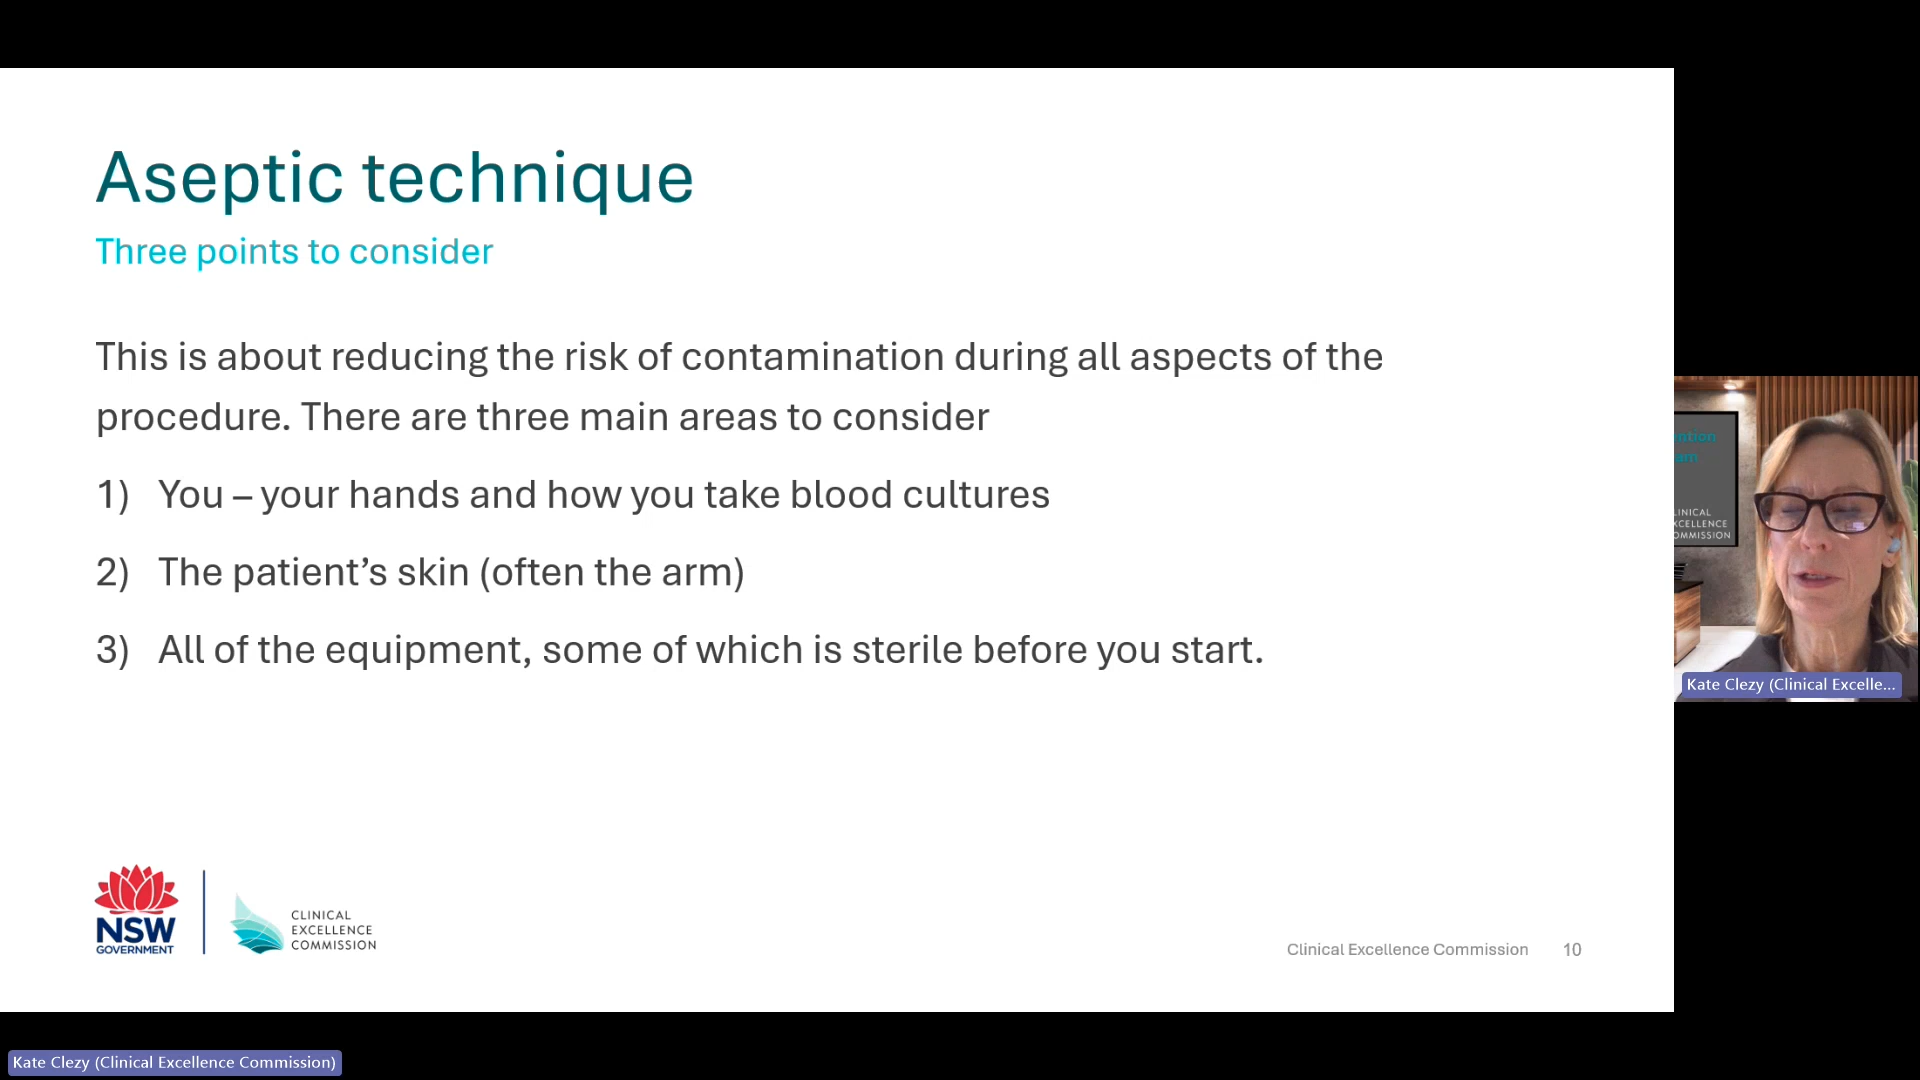 Aseptic technique
Three points to consider
This is about reducing the risk of contamination during all aspects of the
procedure. There are three main areas to consider
1) You – your hands and how you take blood cultures
2) The patient’s skin (often the arm)
3) All of the equipment, some of which is sterile before you start.
NSW
GOVERNMENT
CLINICAL
EXCELLENCE
COMMISSION
Clinical Excellence Commission 10
LINICAL
XCELLENCE
OMMISSION
Kate Clezy (Clinical Excelle...
Kate Clezy (Clinical Excellence Commission)